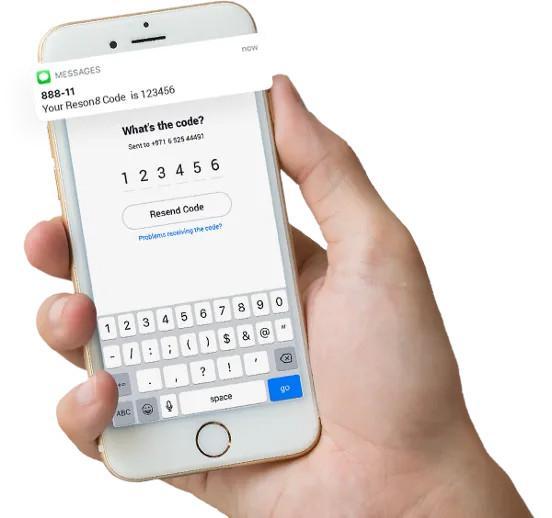 MESSAGES
now
888-11
Your Reson8 Code is 123456
What's the code?
Sent to +971 6 525 44491
1 2 3 4 5 6
Resend Code
Problems receiving the code?
1 2 3 4 5 6 7 8 9 0
- / : ; ( ) $ & @ "
. , ? ! ’
ABC
space
go